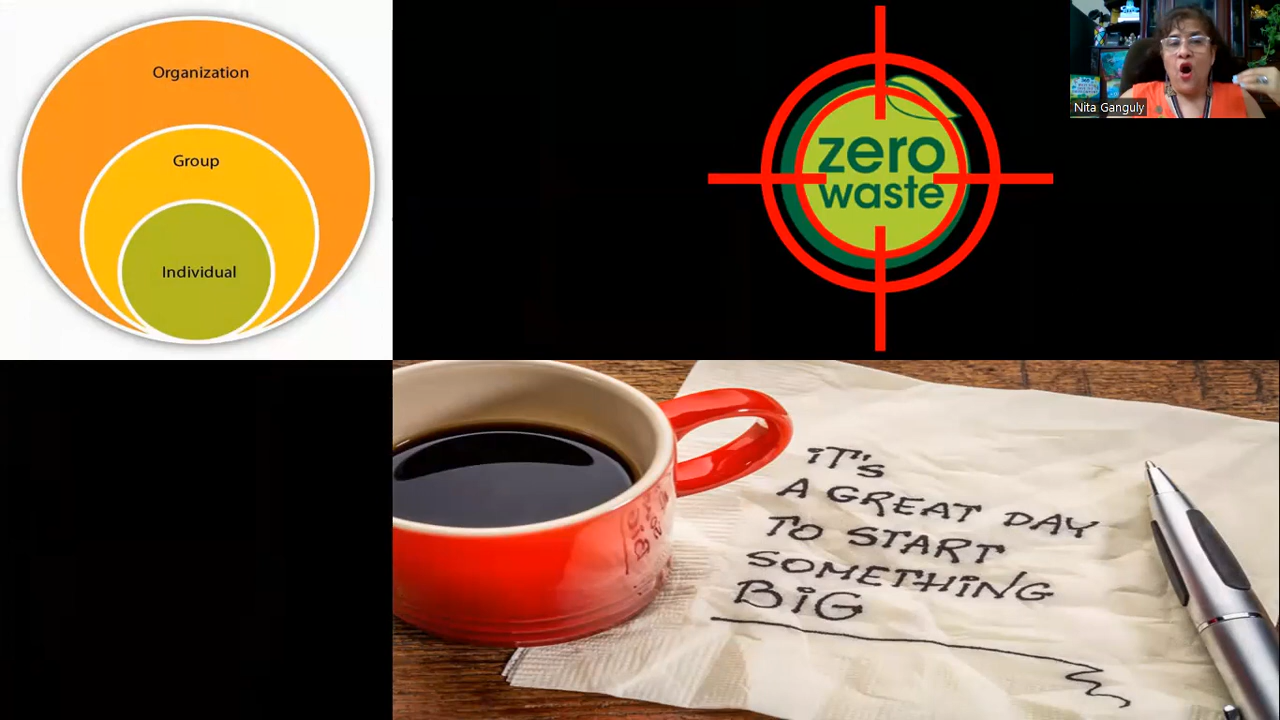 Organization
Group
Individual
zero
waste
Nita Ganguly
iT's
A GREAT DAY
TO START
SOMETHING
BiG